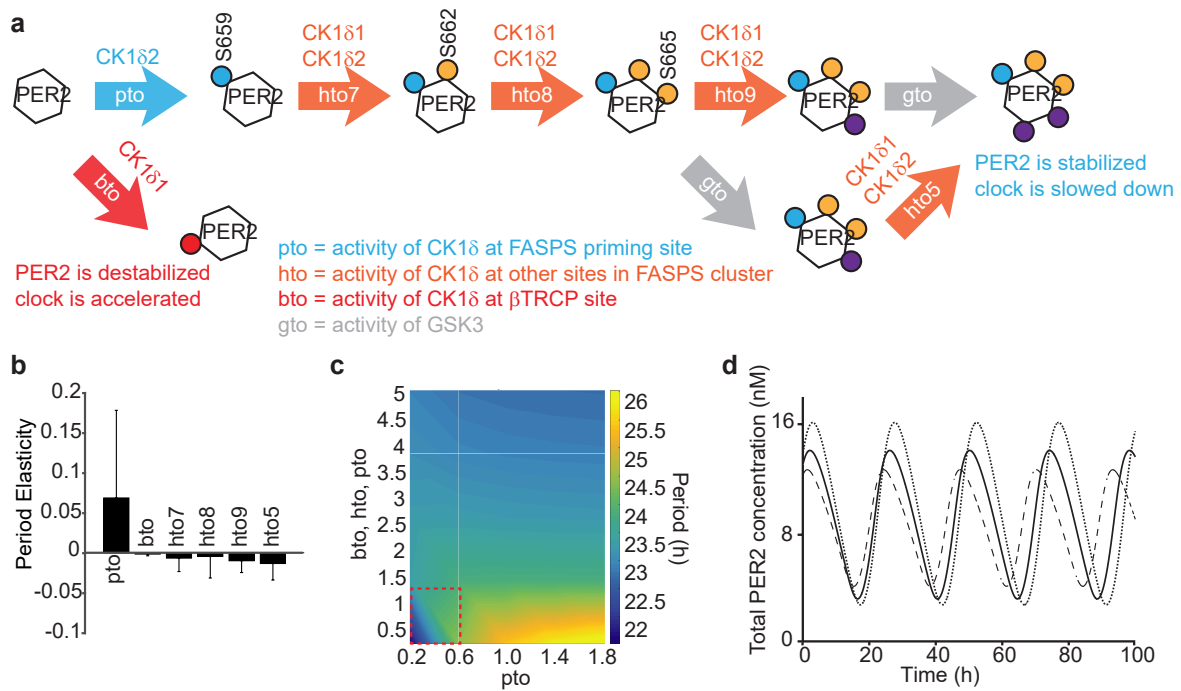 a
CK1δ2
pto
PER2
S659
PER2
CK1δ1
CK1δ2
hto7
S662
PER2
CK1δ1
CK1δ2
hto8
S665
PER2
CK1δ1
CK1δ2
hto9
PER2
gto
PER2
CK1δ1
bto
PER2
PER2 is destabilized
clock is accelerated
gto
PER2
CK1δ1
CK1δ2
hto5
PER2 is stabilized
clock is slowed down
pto = activity of CK1δ at FASPS priming site
hto = activity of CK1δ at other sites in FASPS cluster
bto = activity of CK1δ at βTRCP site
gto = activity of GSK3
b
Period Elasticity
0.2
0.15
0.1
0.05
0
-0.05
-0.1
pto
bto
hto7
hto8
hto9
hto5
c
bto, hto, pto
5
4.5
4
3.5
3
2.5
2
1.5
1
0.5
0.2
0.6
1.0
1.4
1.8
pto
26
25.5
25
24.5
24
23.5
23
22.5
22
Period (h)
d
Total PER2 concentration (nM)
16
8
0
0
20
40
60
80
100
Time (h)